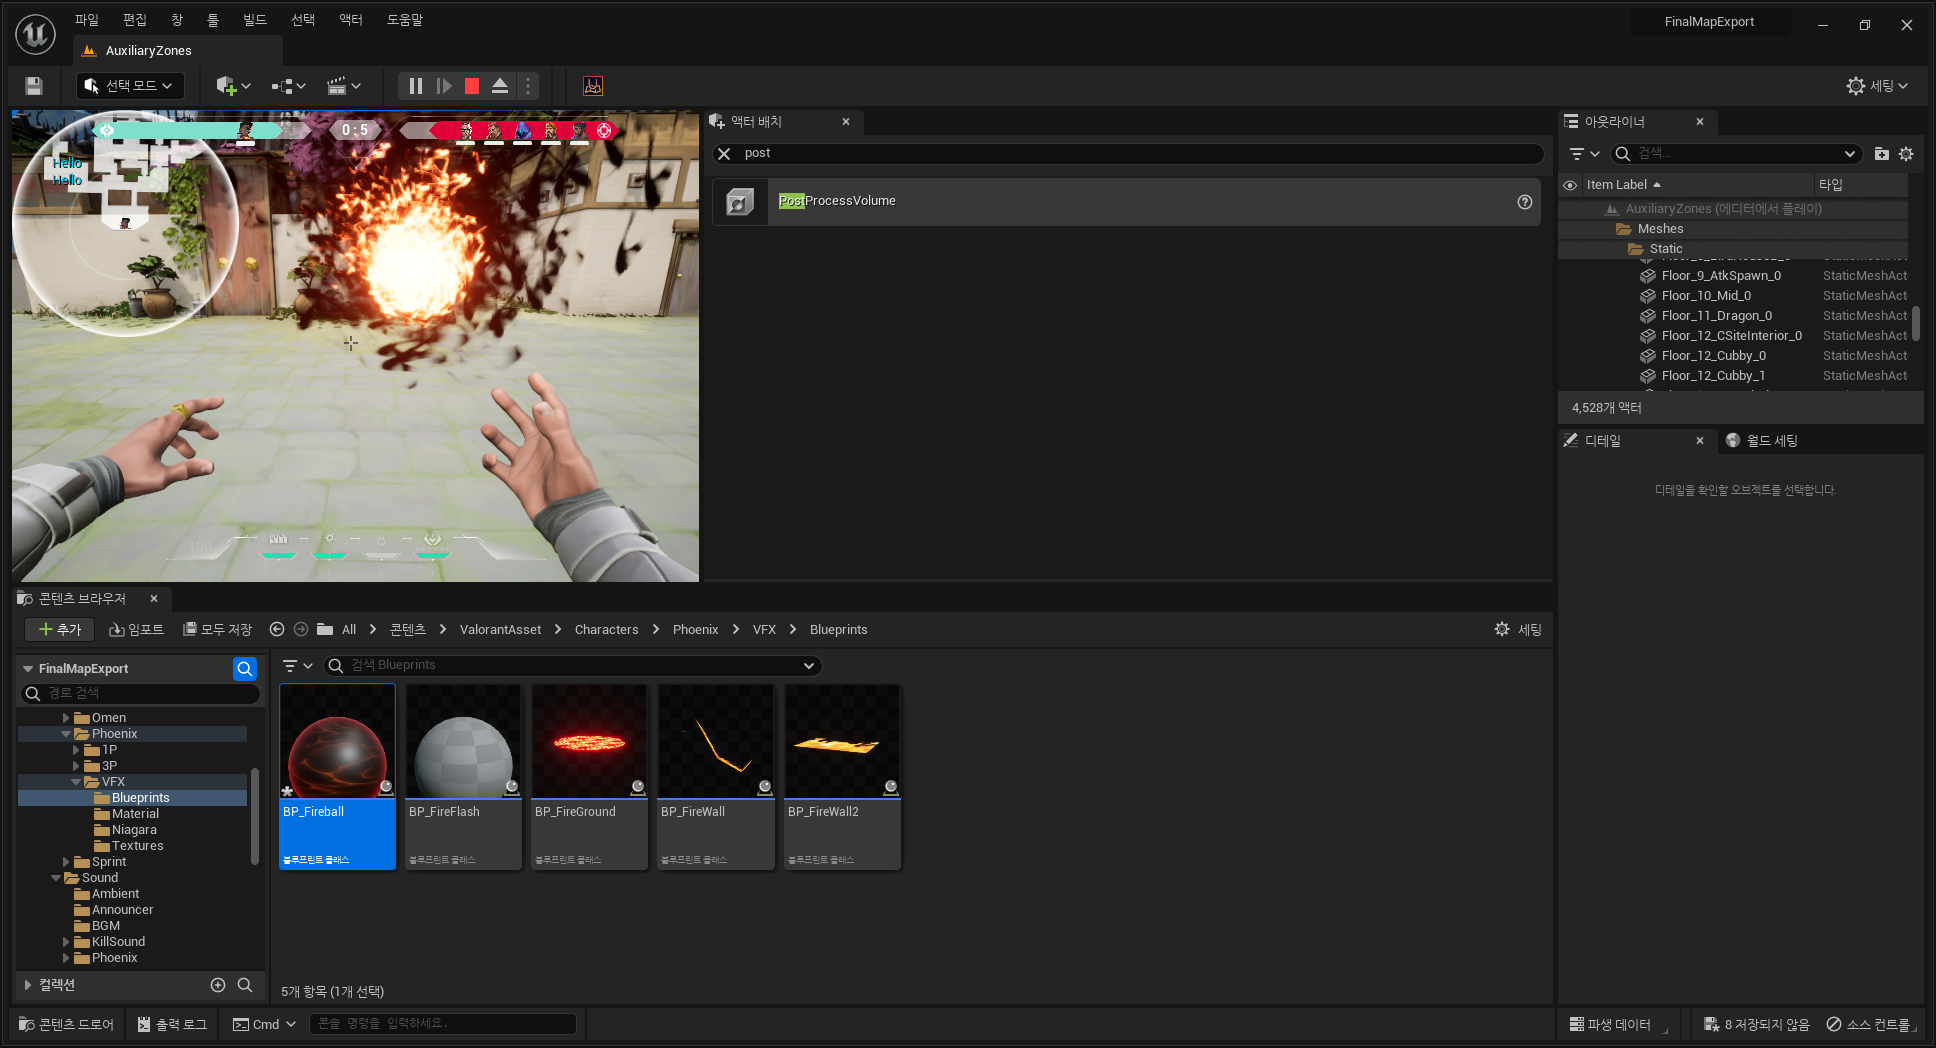 파일 편집 창 툴 빌드 선택 액터 도움말
FinalMapExport
AuxiliaryZones
선택 모드
세팅
0 : 5
Hello
Hello
100
액터 배치
post
PostProcessVolume
아웃라이너
검색...
Item Label 타입
AuxiliaryZones (에디터에서 플레이)
Meshes
Static
Floor_9_AtkSpawn_0 StaticMeshAct
Floor_10_Mid_0 StaticMeshAct
Floor_11_Dragon_0 StaticMeshAct
Floor_12_CSiteInterior_0 StaticMeshAct
Floor_12_Cubby_0 StaticMeshAct
Floor_12_Cubby_1 StaticMeshAct
4,528개 액터
디테일 월드 세팅
디테일을 확인할 오브젝트를 선택합니다.
콘텐츠 브라우저
추가 임포트 모두 저장 All 콘텐츠 ValorantAsset Characters Phoenix VFX Blueprints 세팅
FinalMapExport
경로 검색
Omen
Phoenix
1P
3P
VFX
Blueprints
Material
Niagara
Textures
Sprint
Sound
Ambient
Announcer
BGM
KillSound
Phoenix
컬렉션
검색 Blueprints
BP_Fireball BP_FireFlash BP_FireGround BP_FireWall BP_FireWall2
블루프린트 클래스 블루프린트 클래스 블루프린트 클래스 블루프린트 클래스 블루프린트 클래스
5개 항목 (1개 선택)
콘텐츠 드로어 출력 로그 Cmd 콘솔 명령을 입력하세요.
파생 데이터 8 저장되지 않음 소스 컨트롤